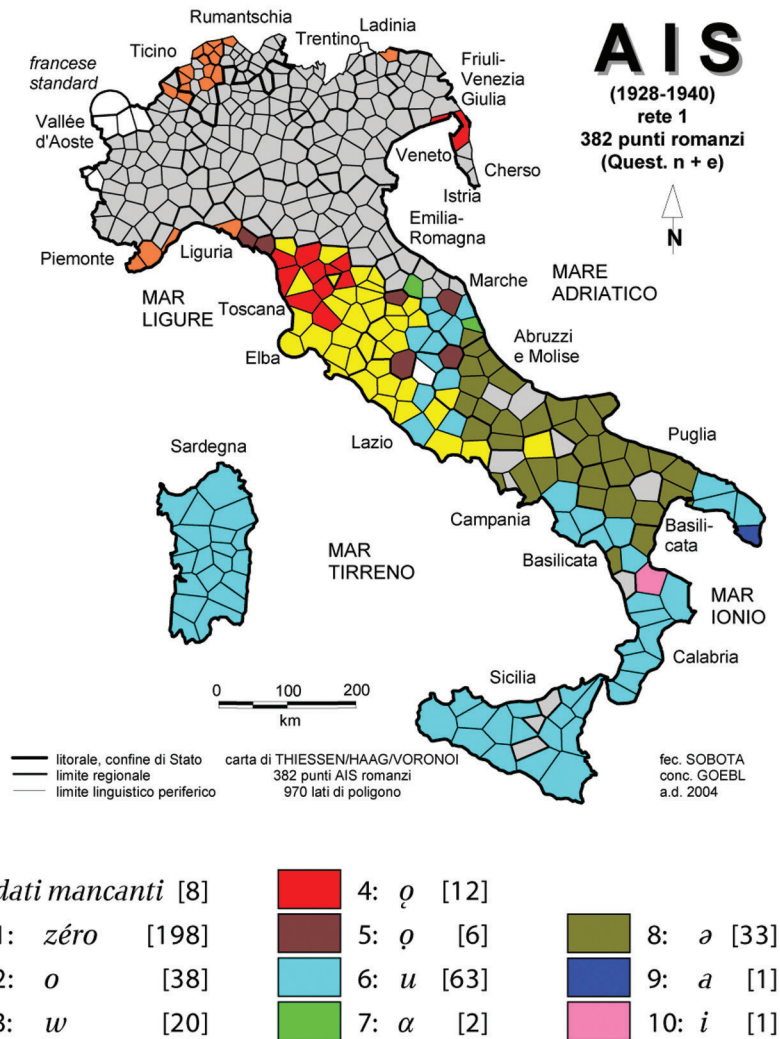 Rumantschia
Ladinia
Trentino
Ticino
francese
standard
Vallée
d'Aoste
Friuli-
Venezia
Giulia
Veneto
Cherso
Istria
Emilia-
Romagna
Piemonte
Liguria
MAR
LIGURE
Toscana
Elba
Marche
MARE
ADRIATICO
Abruzzi
e Molise
Lazio
Puglia
Sardegna
Campania
Basilicata
Basili-
cata
MAR
TIRRENO
MAR
IONIO
Calabria
Sicilia
A I S
(1928-1940)
rete 1
382 punti romanzi
(Quest. n + e)
N
0 100 200
km
litorale, confine di Stato
limite regionale
limite linguistico periferico
carta di THIESSEN/HAAG/VORONOI
382 punti AIS romanzi
970 lati di poligono
fec. SOBOTA
conc. GOEBL
a.d. 2004
dati mancanti [8]
1: zéro [198]
2: o [38]
3: w [20]
4: ǫ [12]
5: ọ [6]
6: u [63]
7: α [2]
8: ə [33]
9: a [1]
10: i [1]